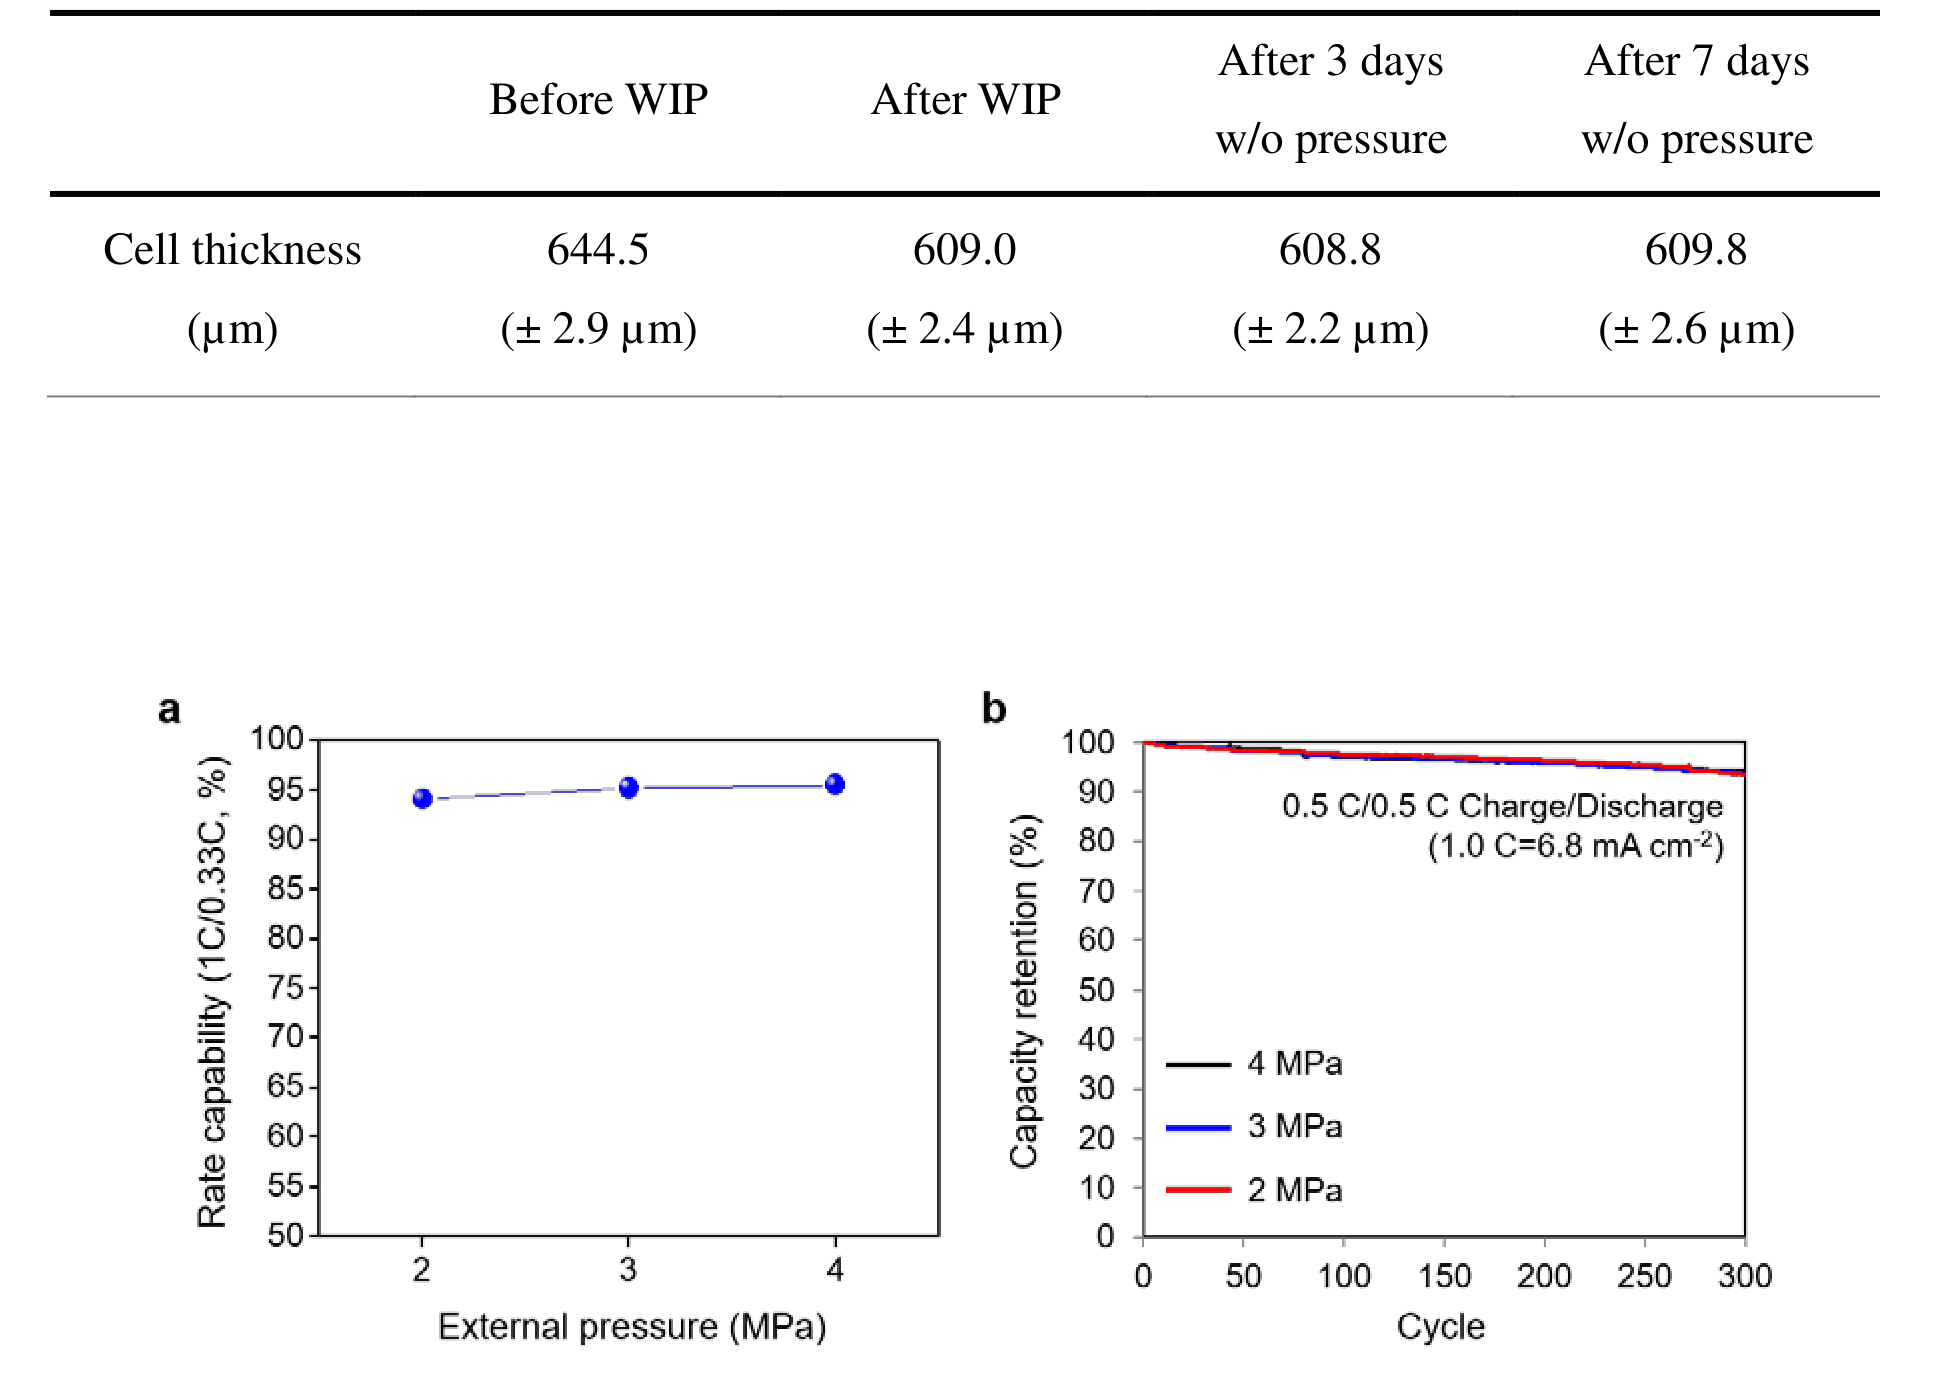 Before WIP
After WIP
After 3 days
w/o pressure
After 7 days
w/o pressure
Cell thickness
(µm)
644.5
(± 2.9 µm)
609.0
(± 2.4 µm)
608.8
(± 2.2 µm)
609.8
(± 2.6 µm)
a
100
95
90
85
80
75
70
65
60
55
50
Rate capability (1C/0.33C, %)
2
3
4
External pressure (MPa)
b
100
90
80
70
60
50
40
30
20
10
0
Capacity retention (%)
0.5 C/0.5 C Charge/Discharge
(1.0 C=6.8 mA cm⁻²)
4 MPa
3 MPa
2 MPa
0
50
100
150
200
250
300
Cycle